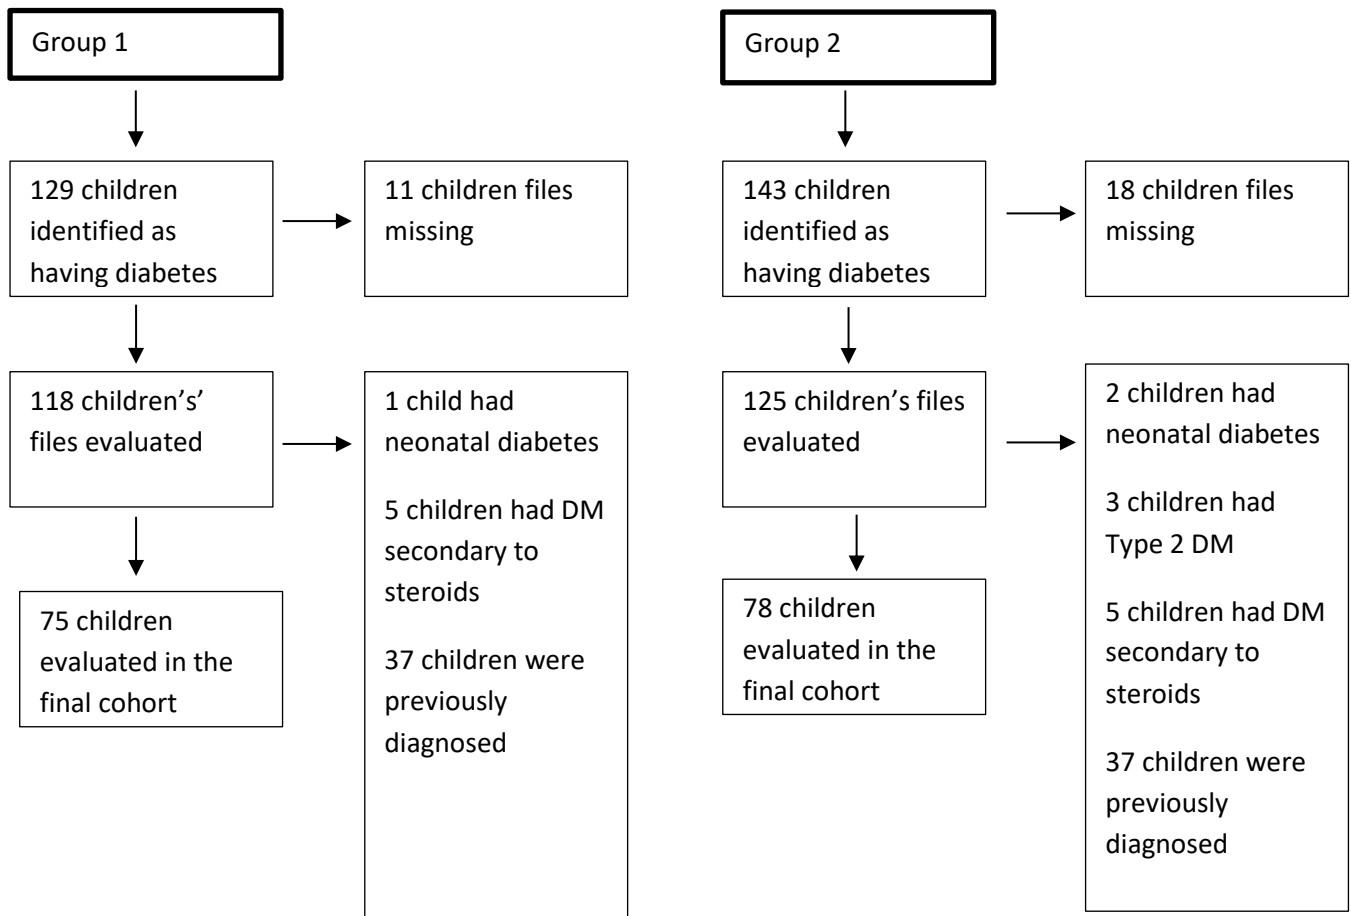 Group 1
129 children
identified as
having diabetes
11 children files
missing
118 children's'
files evaluated
1 child had
neonatal diabetes
5 children had DM
secondary to
steroids
37 children were
previously
diagnosed
75 children
evaluated in the
final cohort
Group 2
143 children
identified as
having diabetes
18 children files
missing
125 children's files
evaluated
2 children had
neonatal diabetes
3 children had
Type 2 DM
5 children had DM
secondary to
steroids
37 children were
previously
diagnosed
78 children
evaluated in the
final cohort